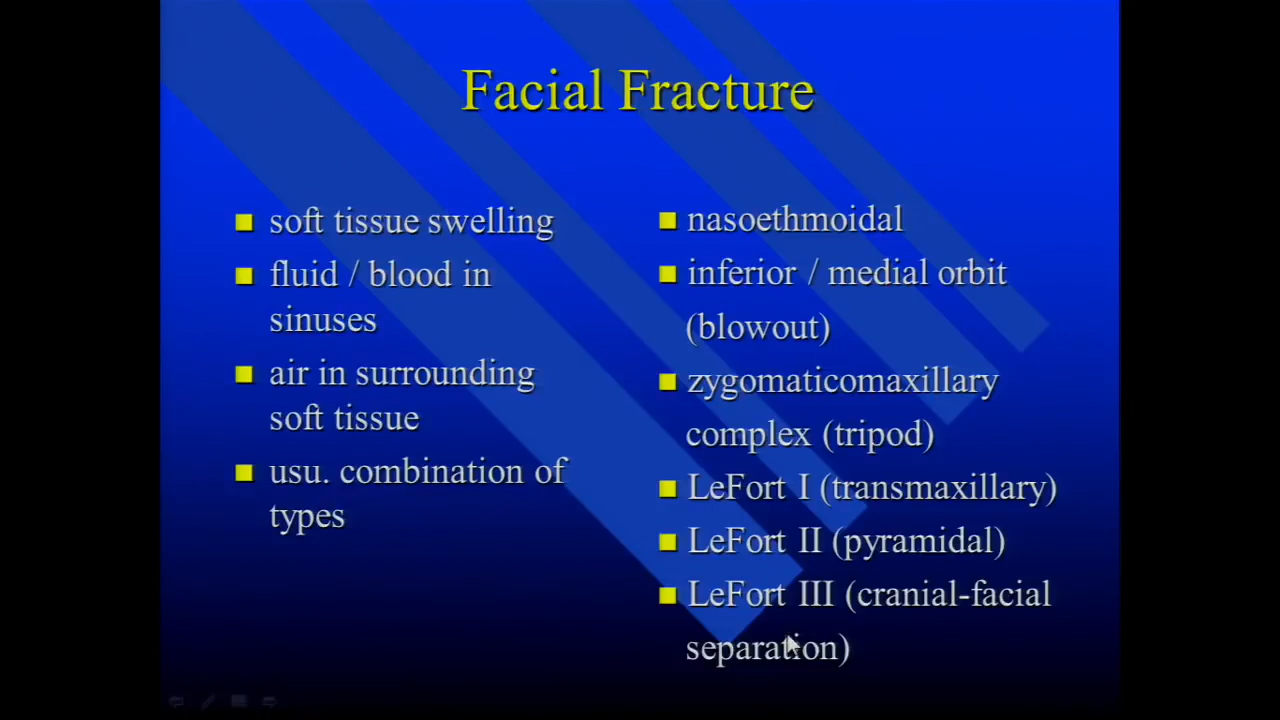 Facial Fracture
soft tissue swelling
fluid / blood in
sinuses
air in surrounding
soft tissue
usu. combination of
types
nasoethmoidal
inferior / medial orbit
(blowout)
zygomaticomaxillary
complex (tripod)
LeFort I (transmaxillary)
LeFort II (pyramidal)
LeFort III (cranial-facial
separation)